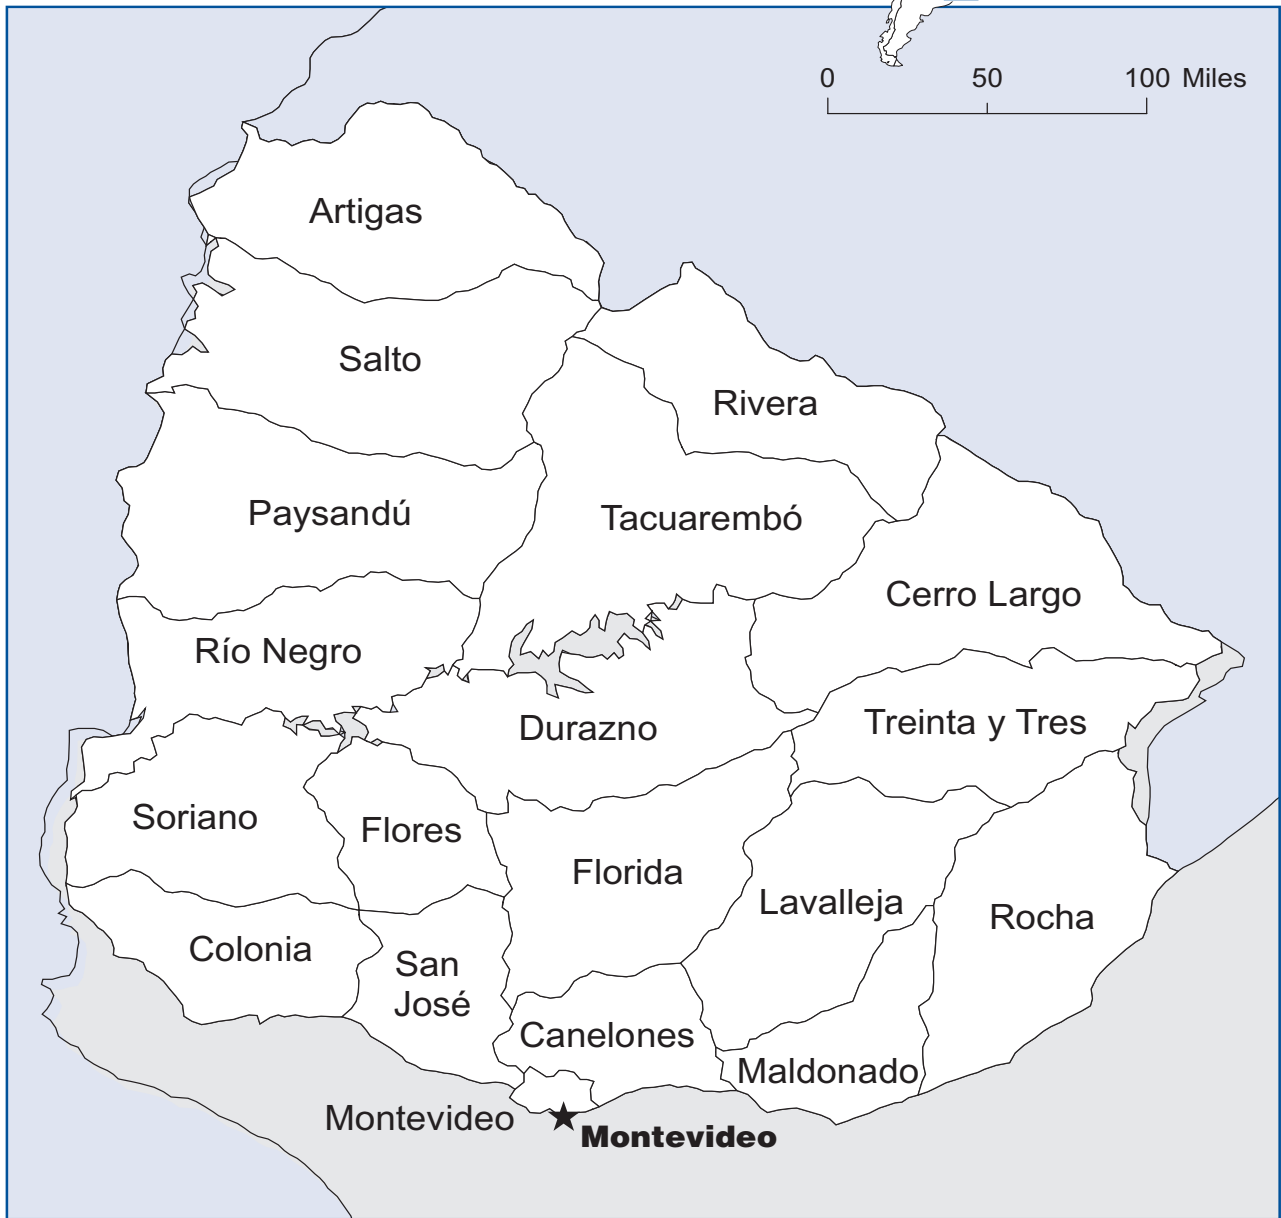 0 50 100 Miles
Artigas
Salto
Rivera
Paysandú
Tacuarembó
Cerro Largo
Río Negro
Durazno
Treinta y Tres
Soriano
Flores
Florida
Lavalleja
Rocha
Colonia
San
José
Canelones
Maldonado
Montevideo
Montevideo